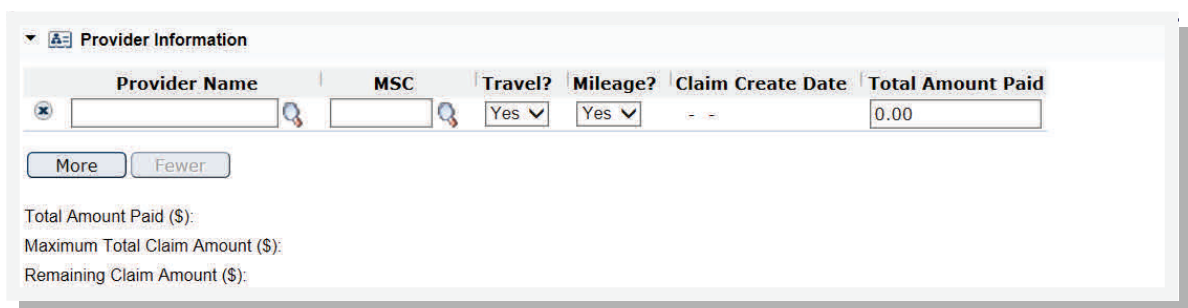 Provider Information
Provider Name MSC Travel? Mileage? Claim Create Date Total Amount Paid
Yes Yes - - 0.00
More Fewer
Total Amount Paid ($):
Maximum Total Claim Amount ($):
Remaining Claim Amount ($):